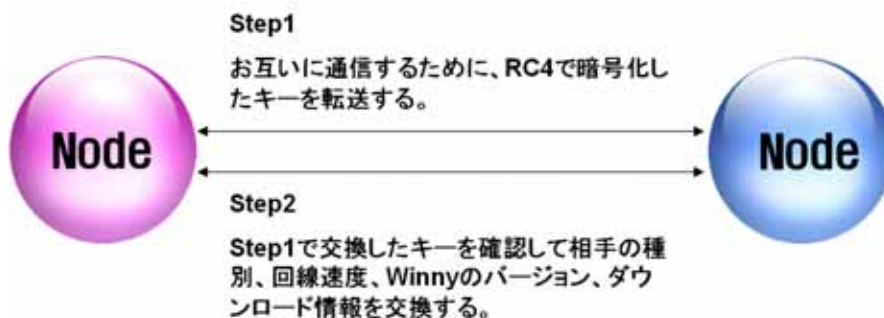 Step1
お互いに通信するために、RC4で暗号化し
たキーを転送する。
Node
Node
Step2
Step1で交換したキーを確認して相手の種
別、回線速度、Winnyのバージョン、ダウ
ンロード情報を交換する。